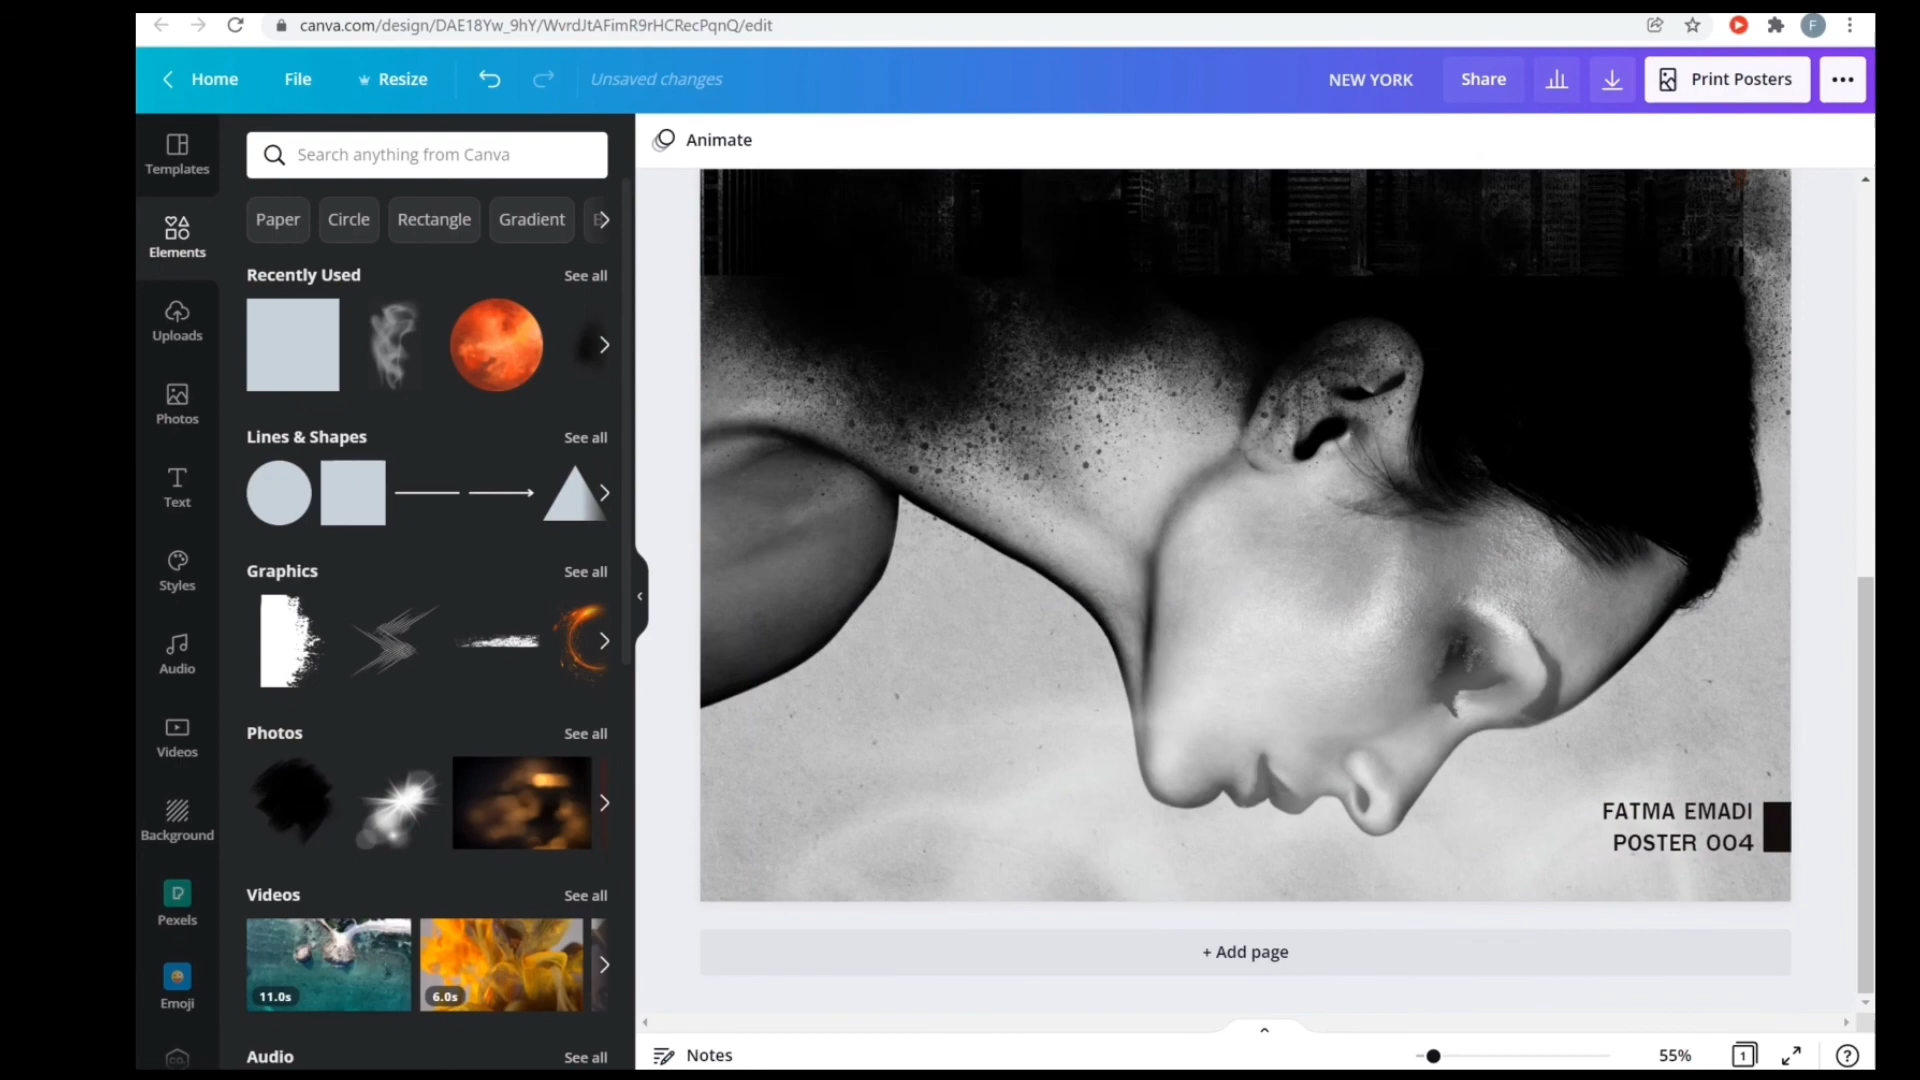 canva.com/design/DAE18Yw_9hY/WvrdJtAFimR9rHCRecPqnQ/edit
F
Home
File
Resize
Unsaved changes
NEW YORK
Share
Print Posters
Templates
Elements
Uploads
Photos
Text
Styles
Audio
Videos
Background
Pexels
Emoji
CO.
Search anything from Canva
Paper
Circle
Rectangle
Gradient
Recently Used
See all
Lines & Shapes
See all
Graphics
See all
Photos
See all
Videos
See all
11.0s
6.0s
Audio
See all
Animate
FATMA EMADI
POSTER 004
+ Add page
Notes
55%
1